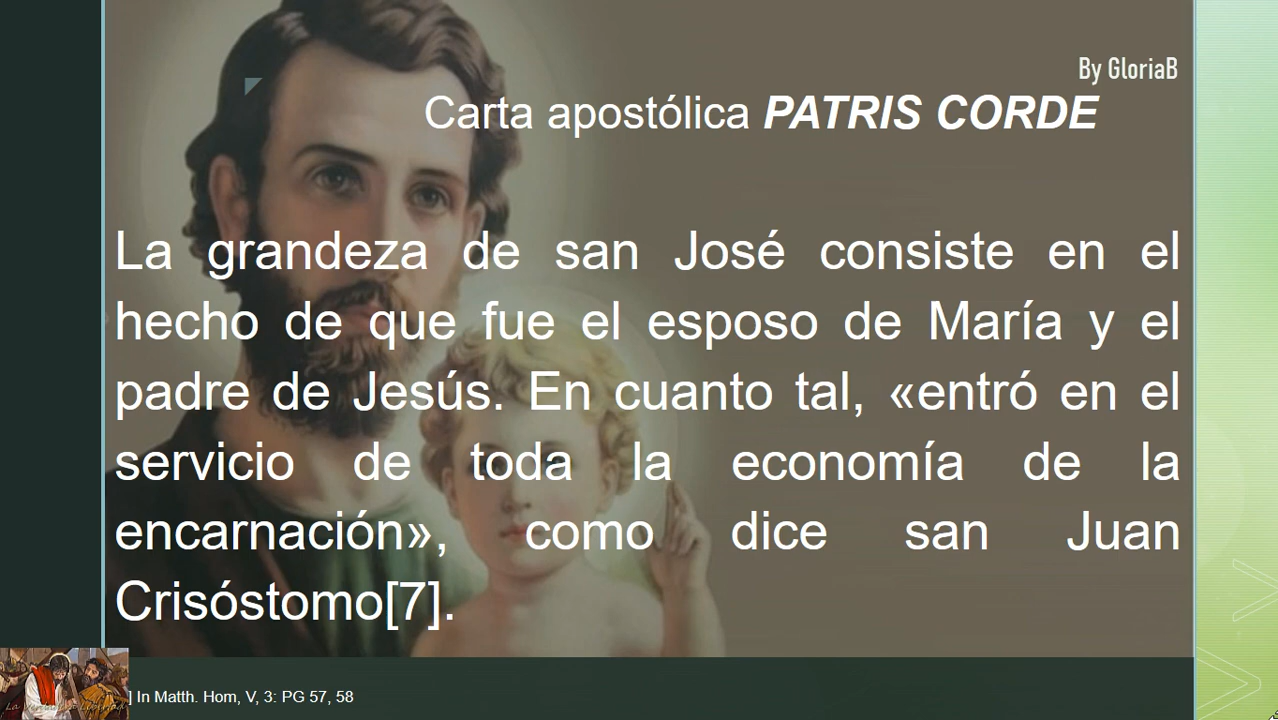 By GloriaB
Carta apostólica PATRIS CORDE
La grandeza de san José consiste en el
hecho de que fue el esposo de María y el
padre de Jesús. En cuanto tal, «entró en el
servicio de toda la economía de la
encarnación», como dice san Juan
Crisóstomo[7].
] In Matth. Hom, V, 3: PG 57, 58
La Verdad